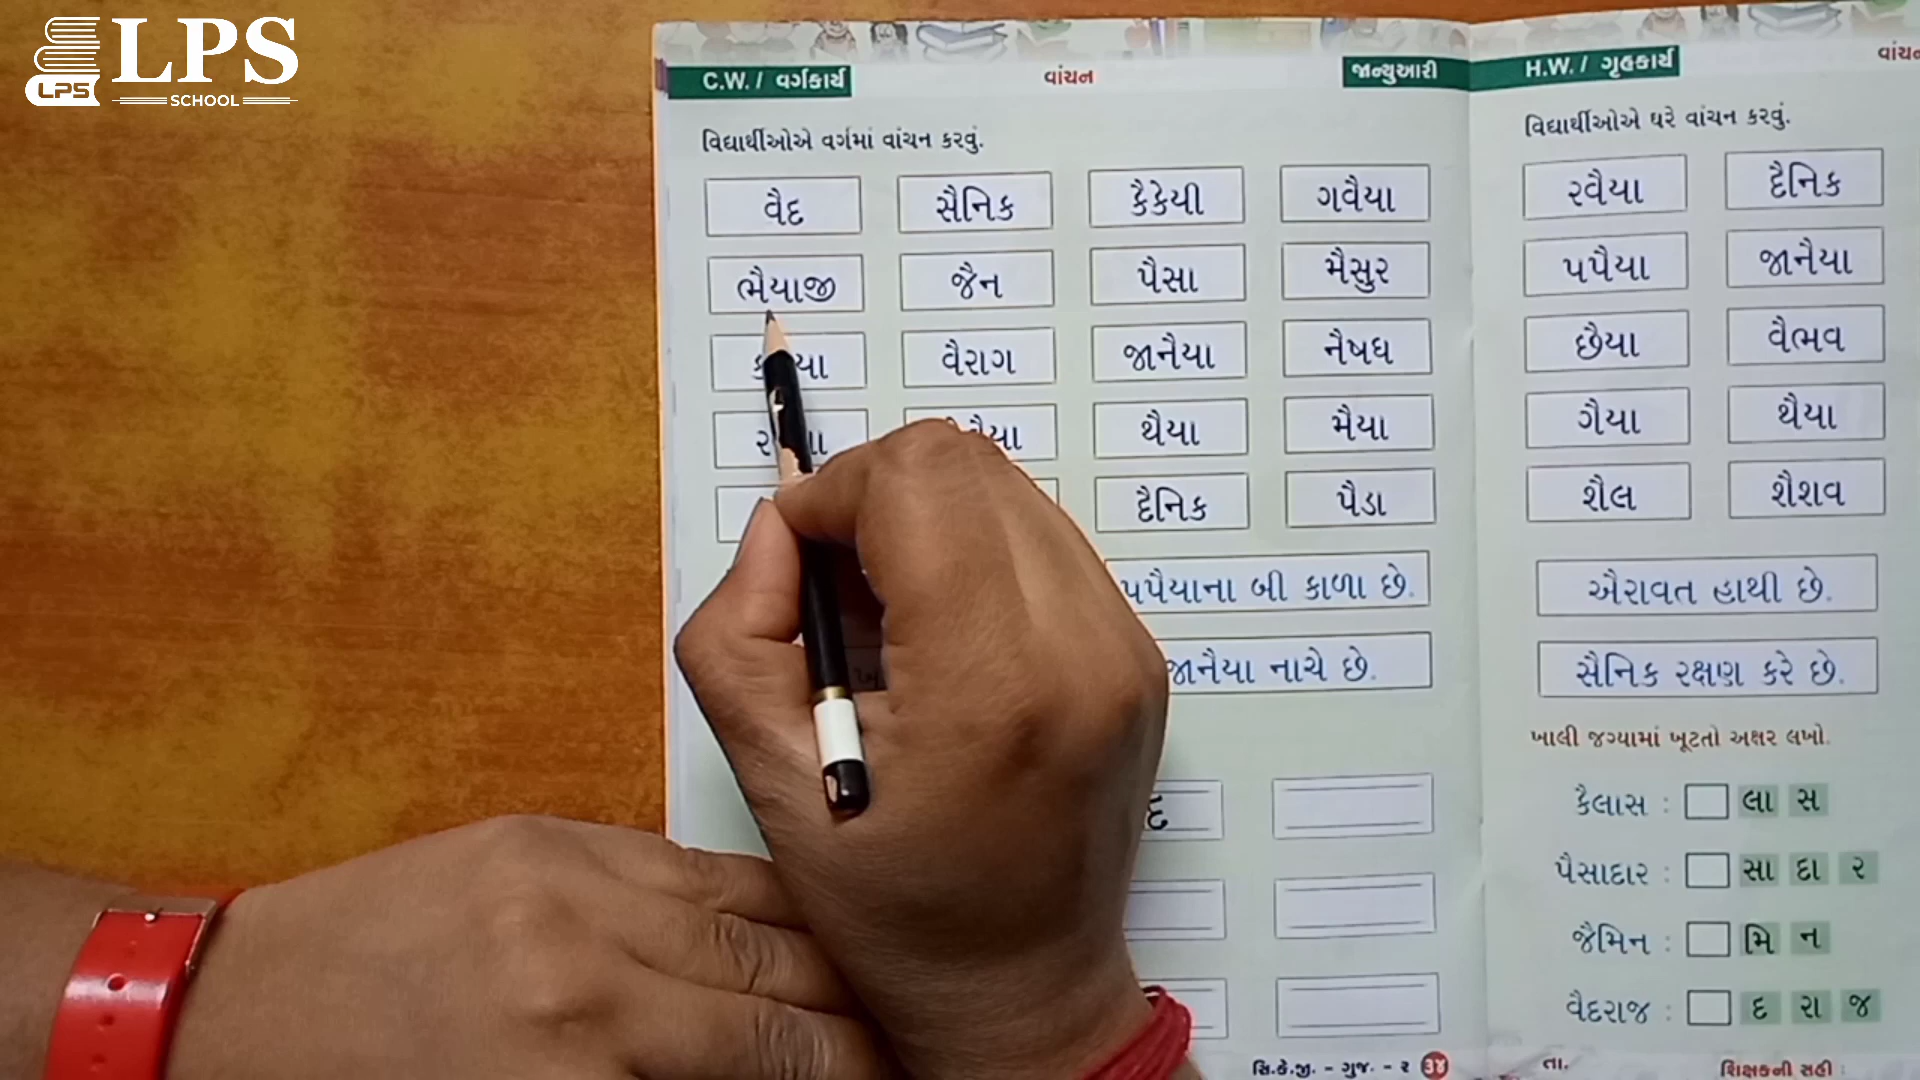 LPS
LPS
SCHOOL
C.W. / વર્ગકાર્ય
વાંચન
જાન્યુઆરી
વિદ્યાર્થીઓએ વર્ગમાં વાંચન કરવું.
વૈદ સૈનિક કૈકેયી ગવૈયા
ભૈયાજી જૈન પૈસા મૈસુર
વૈરાગ જાનૈયા નૈષધ
થૈયા મૈયા
દૈનિક પૈડા
પપૈયાના બી કાળા છે.
જાનૈયા નાચે છે.
દ
સિ.કે.જી. - ગુજ. - ૨ ૩૪
H.W. / ગૃહકાર્ય
વિદ્યાર્થીઓએ ઘરે વાંચન કરવું.
રવૈયા દૈનિક
પપૈયા જાનૈયા
છૈયા વૈભવ
ગૈયા થૈયા
શૈલ શૈશવ
ઐરાવત હાથી છે.
સૈનિક રક્ષણ કરે છે.
ખાલી જગ્યામાં ખૂટતો અક્ષર લખો.
કૈલાસ : લા સ
પૈસાદાર : સા દા ર
જૈમિન : મિ ન
વૈદરાજ : દ રા જ
તા. શિક્ષકની સહી